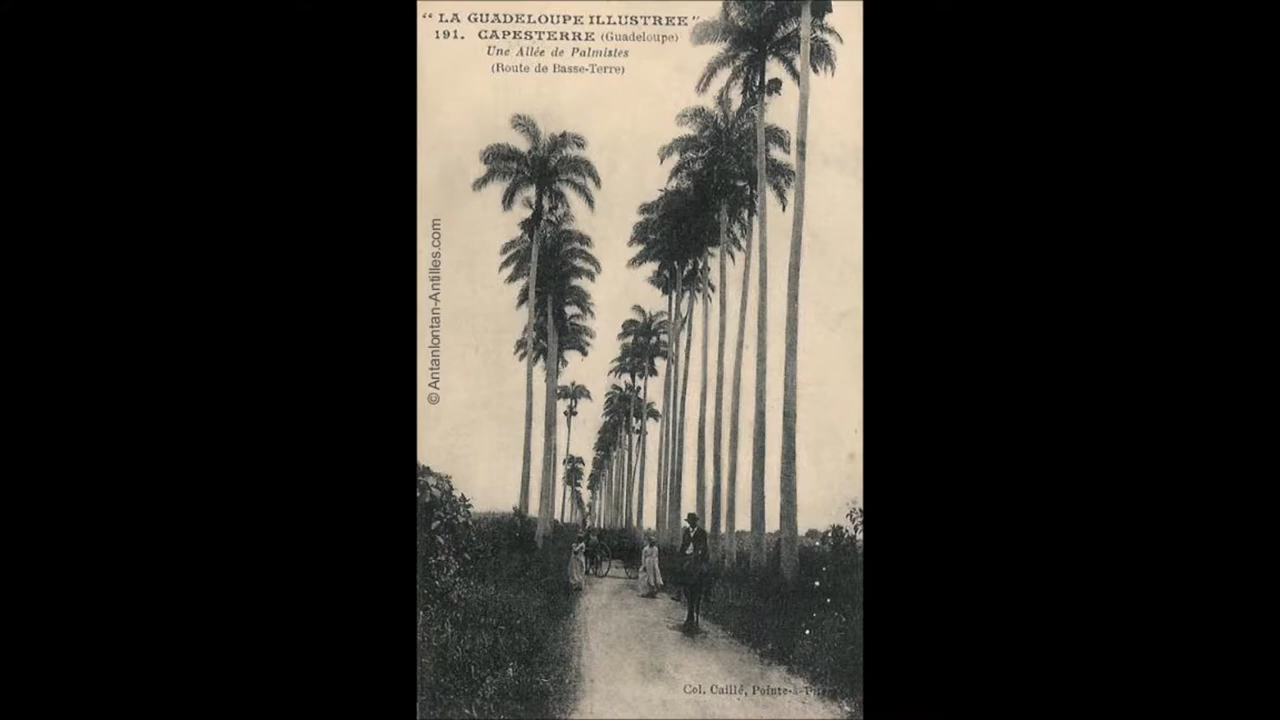 “ LA GUADELOUPE ILLUSTREE ”
191. CAPESTERRE (Guadeloupe)
Une Allée de Palmistes
(Route de Basse-Terre)
© Antanlontan-Antilles.com
Col. Caillé, Pointe-à-Pitre